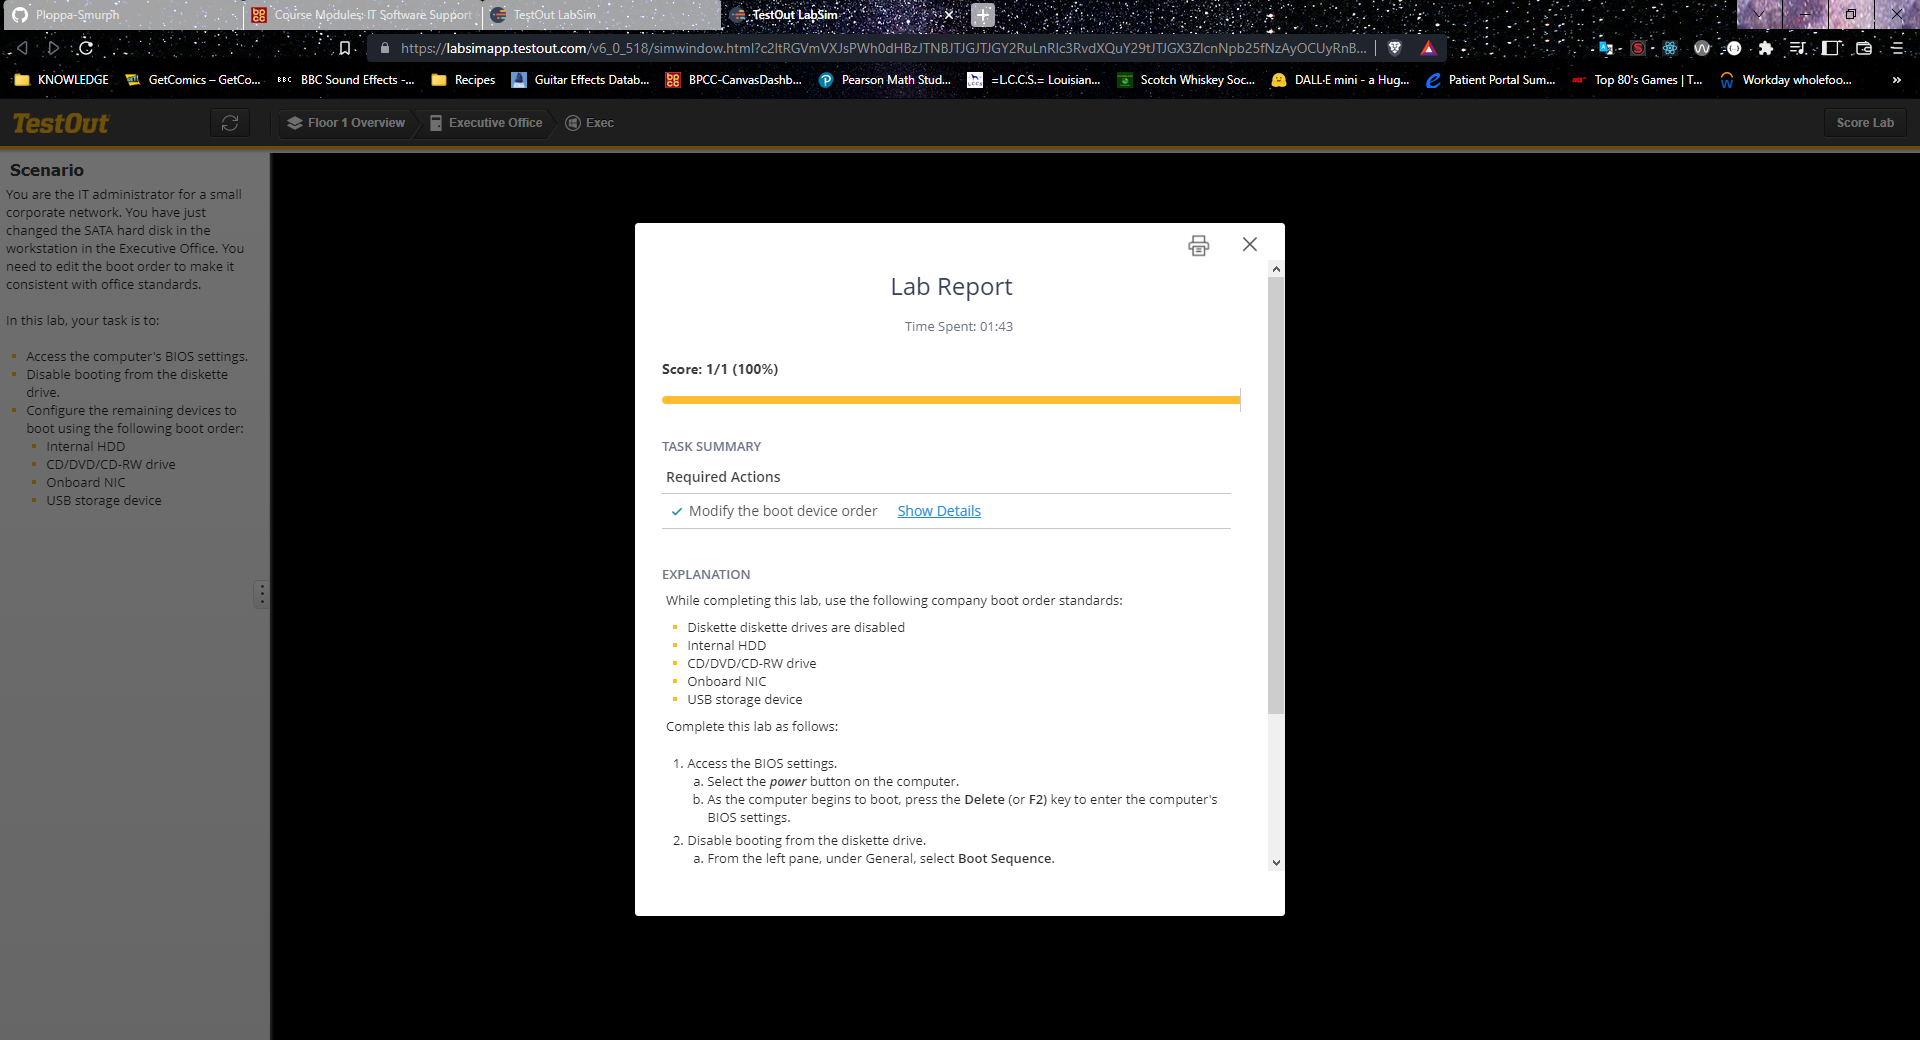 Ploppa-Smurph
Course Modules: IT Software Support
TestOut LabSim
TestOut LabSim
https://labsimapp.testout.com/v6_0_518/simwindow.html?
KNOWLEDGE
GetComics – GetCo...
BBC
BBC Sound Effects -...
Recipes
Guitar Effects Datab...
BPCC-CanvasDashb...
Pearson Math Stud...
=L.C.C.S.= Louisian...
Scotch Whiskey Soc...
DALL·E mini - a Hug...
Patient Portal Sum...
Top 80's Games | T...
Workday wholefoo...
»
TestOut
Floor 1 Overview
Executive Office
Exec
Score Lab
Scenario
You are the IT administrator for a small
corporate network. You have just
changed the SATA hard disk in the
workstation in the Executive Office. You
need to edit the boot order to make it
consistent with office standards.
In this lab, your task is to:
Access the computer's BIOS settings.
Disable booting from the diskette
drive.
Configure the remaining devices to
boot using the following boot order:
Internal HDD
CD/DVD/CD-RW drive
Onboard NIC
USB storage device
Lab Report
Time Spent: 01:43
Score: 1/1 (100%)
TASK SUMMARY
Required Actions
Modify the boot device order Show Details
EXPLANATION
While completing this lab, use the following company boot order standards:
Diskette diskette drives are disabled
Internal HDD
CD/DVD/CD-RW drive
Onboard NIC
USB storage device
Complete this lab as follows:
1. Access the BIOS settings.
a. Select the power button on the computer.
b. As the computer begins to boot, press the Delete (or F2) key to enter the computer's
BIOS settings.
2. Disable booting from the diskette drive.
a. From the left pane, under General, select Boot Sequence.